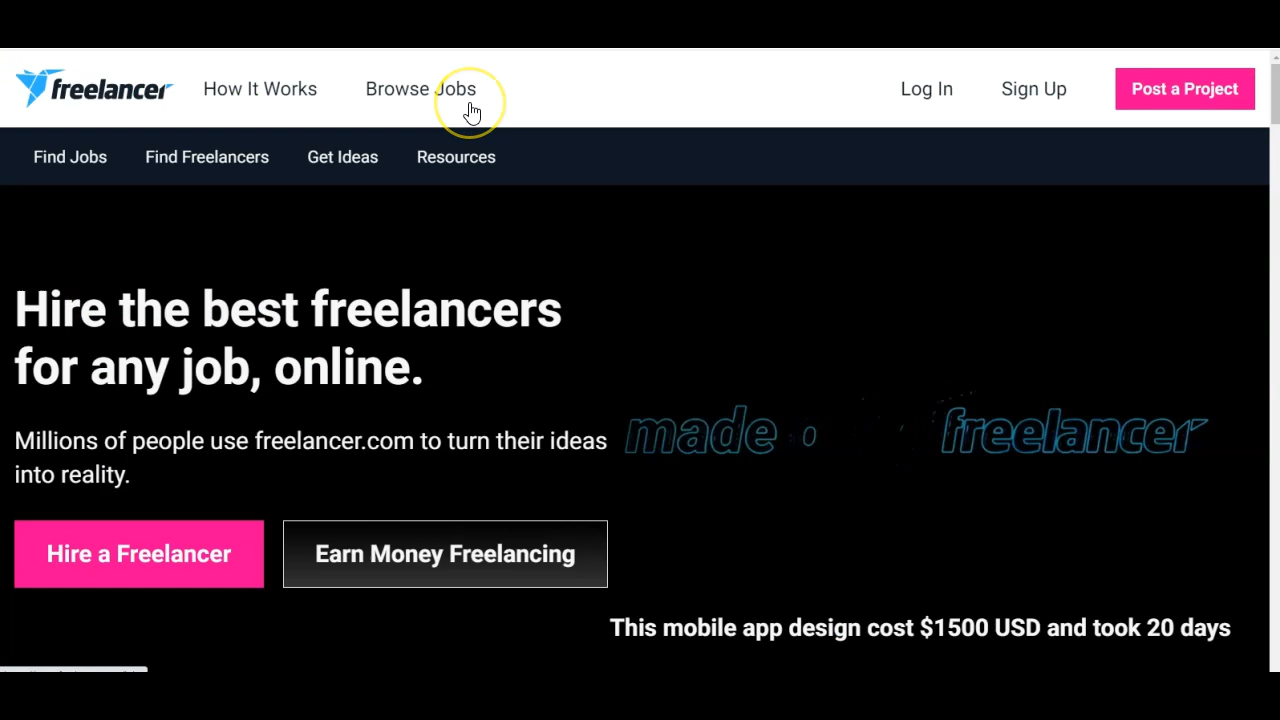 freelancer How It Works Browse Jobs Log In Sign Up Post a Project
Find Jobs Find Freelancers Get Ideas Resources
Hire the best freelancers
for any job, online.
Millions of people use freelancer.com to turn their ideas
into reality.
made o freelancer
Hire a Freelancer Earn Money Freelancing
This mobile app design cost $1500 USD and took 20 days